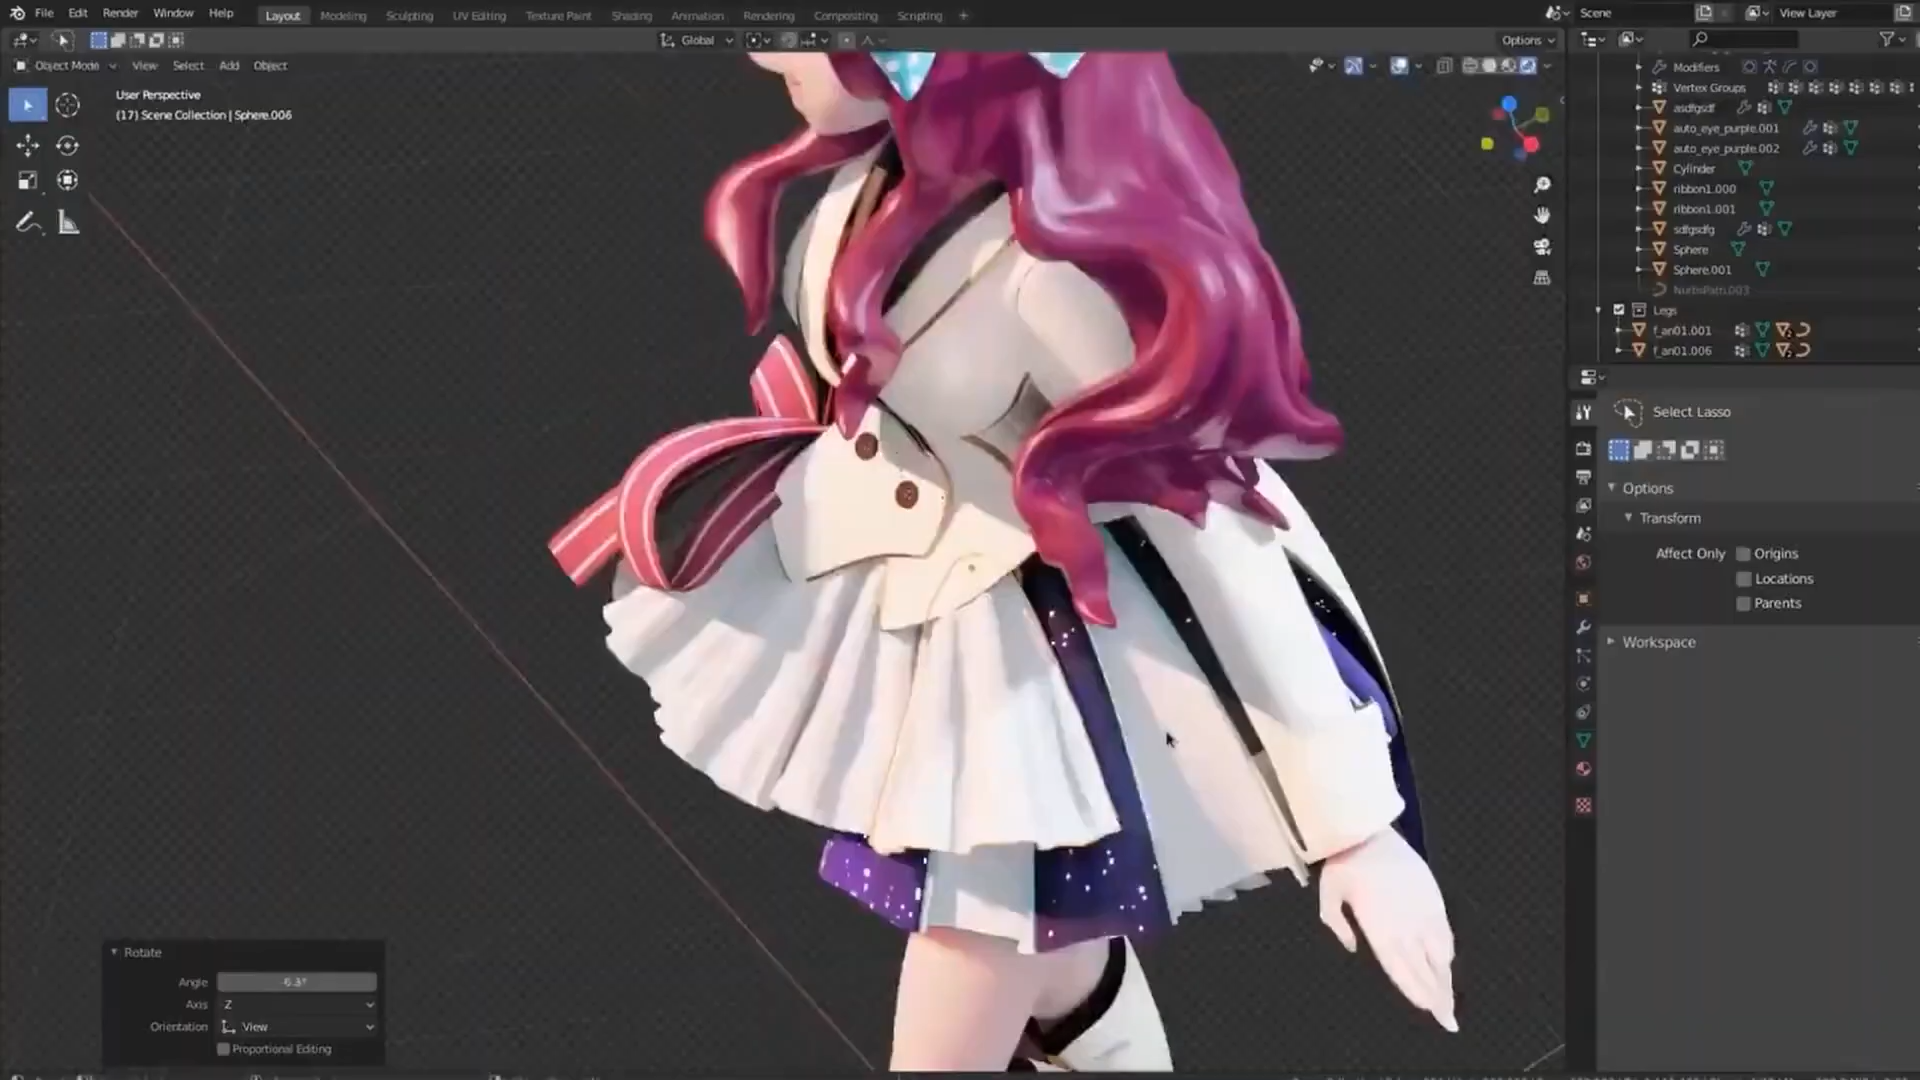 File Edit Render Window Help Layout Modeling Sculpting UV Editing Texture Paint Shading Animation Rendering Compositing Scripting +
Scene
View Layer
Global
Options
Object Mode View Select Add Object
User Perspective
(17) Scene Collection | Sphere.006
Modifiers
Vertex Groups
asdfgsdf
auto_eye_purple.001
auto_eye_purple.002
Cylinder
ribbon1.000
ribbon1.001
sdfgsdfg
Sphere
Sphere.001
NurbsPath.003
Legs
f_an01.001
f_an01.006
Select Lasso
Options
Transform
Affect Only Origins
Locations
Parents
Workspace
Rotate
Angle
Axis Z
Orientation View
Proportional Editing